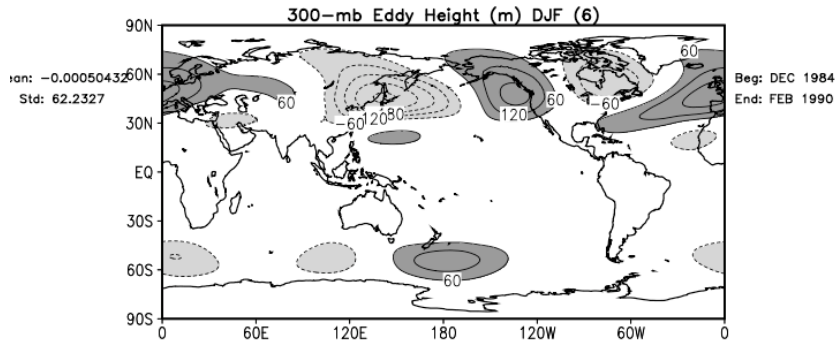 300-mb Eddy Height (m) DJF (6)
90N
60N
30N
EQ
30S
60S
90S
0
60E
120E
180
120W
60W
0
an: -0.00050432
Std: 62.2327
Beg: DEC 1984
End: FEB 1990
60
60
60
-60
60
-60
120
80
120
60